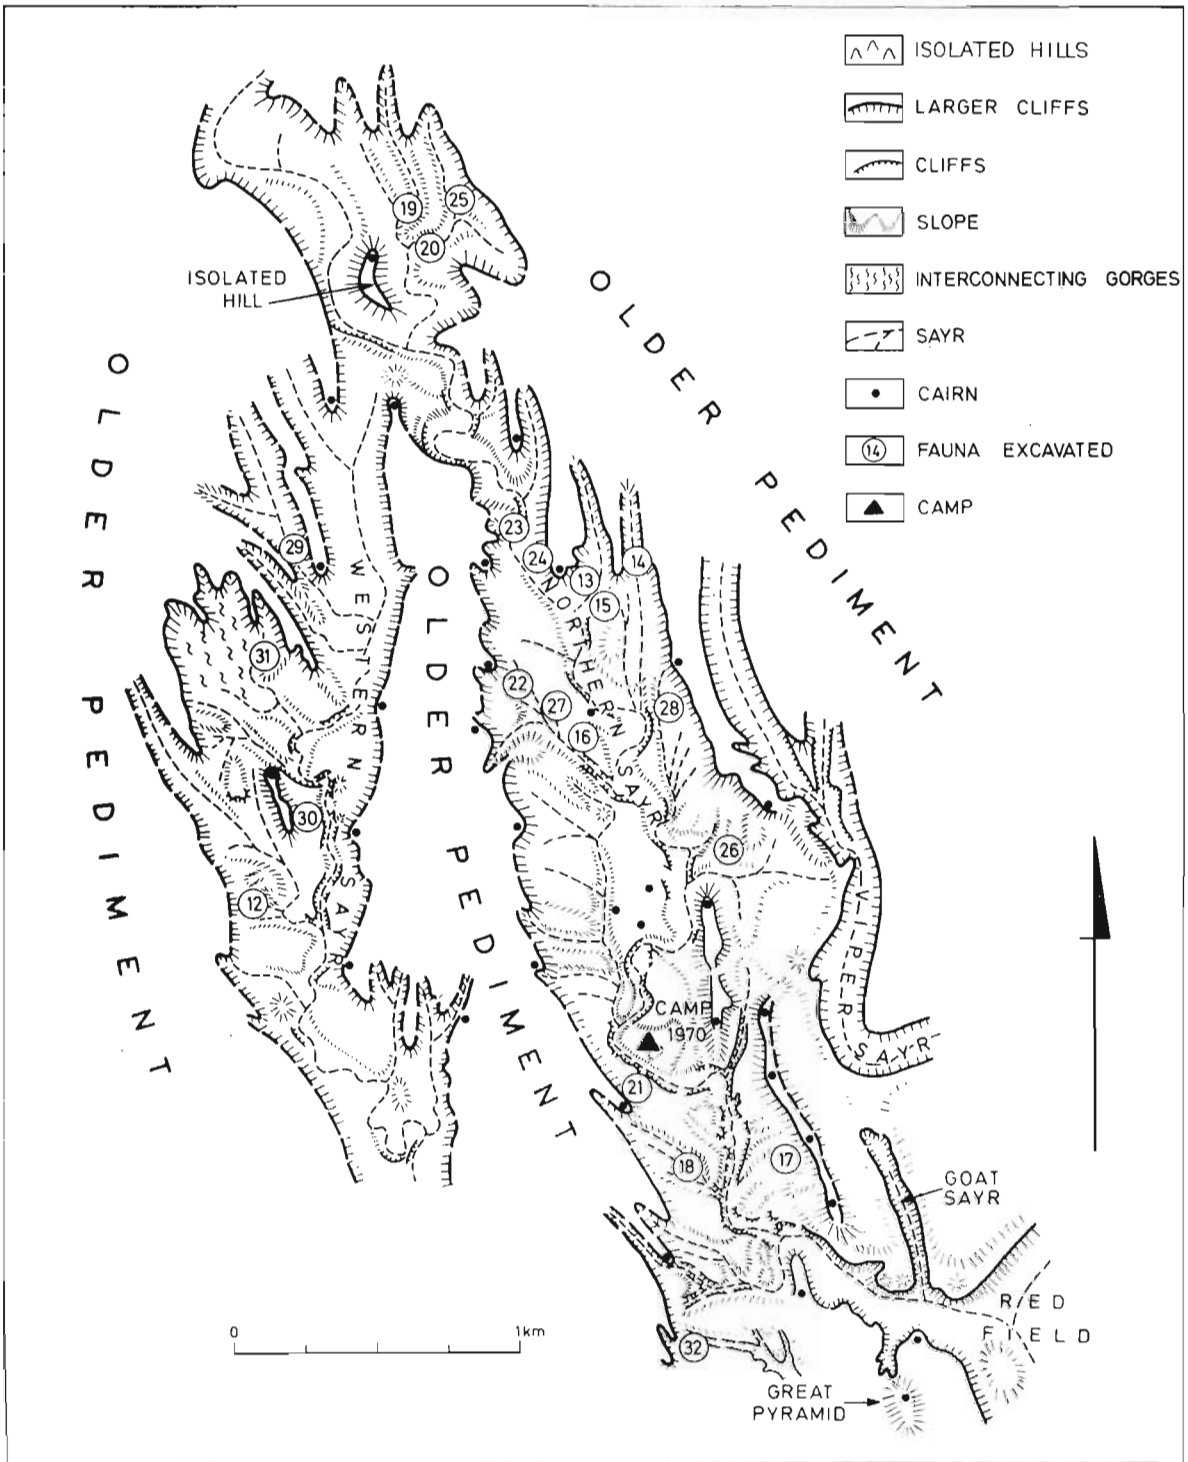 ISOLATED HILLS
LARGER CLIFFS
CLIFFS
SLOPE
INTERCONNECTING GORGES
SAYR
CAIRN
14
FAUNA EXCAVATED
CAMP
19
25
20
ISOLATED
HILL
OLDER PEDIMENT
OLDER PEDIMENT
OLDER PEDIMENT
WESTERN SAYR
NORTHERN SAYR
VIPER SAYR
23
24
13
14
15
29
31
22
27
16
28
30
26
12
CAMP
1970
21
18
17
GOAT
SAYR
RED
FIELD
32
GREAT
PYRAMID
0
1km